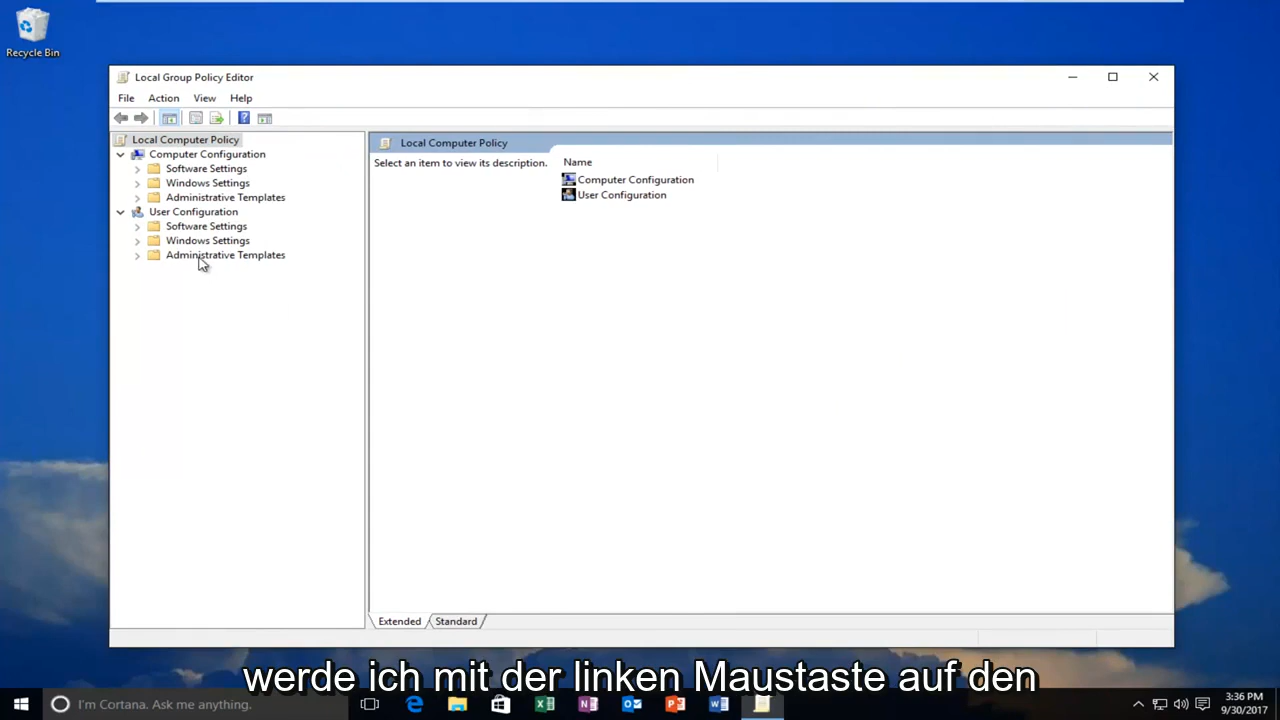 Recycle Bin
Local Group Policy Editor
File Action View Help
Local Computer Policy
Computer Configuration
Software Settings
Windows Settings
Administrative Templates
User Configuration
Software Settings
Windows Settings
Administrative Templates
Local Computer Policy
Select an item to view its description.
Name
Computer Configuration
User Configuration
Extended Standard
werde ich mit der linken Maustaste auf den
I'm Cortana. Ask me anything.
3:36 PM
9/30/2017